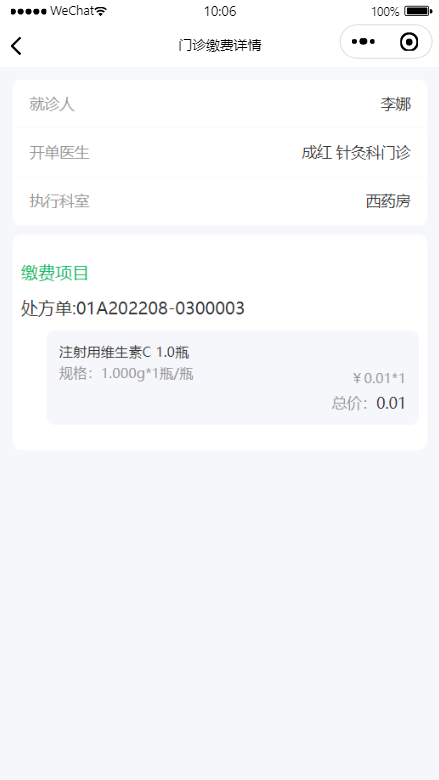 WeChat 10:06 100%
门诊缴费详情
就诊人 李娜
开单医生 成红 针灸科门诊
执行科室 西药房
缴费项目
处方单:01A202208-0300003
注射用维生素C 1.0瓶
规格：1.000g*1瓶/瓶
￥0.01*1
总价：0.01